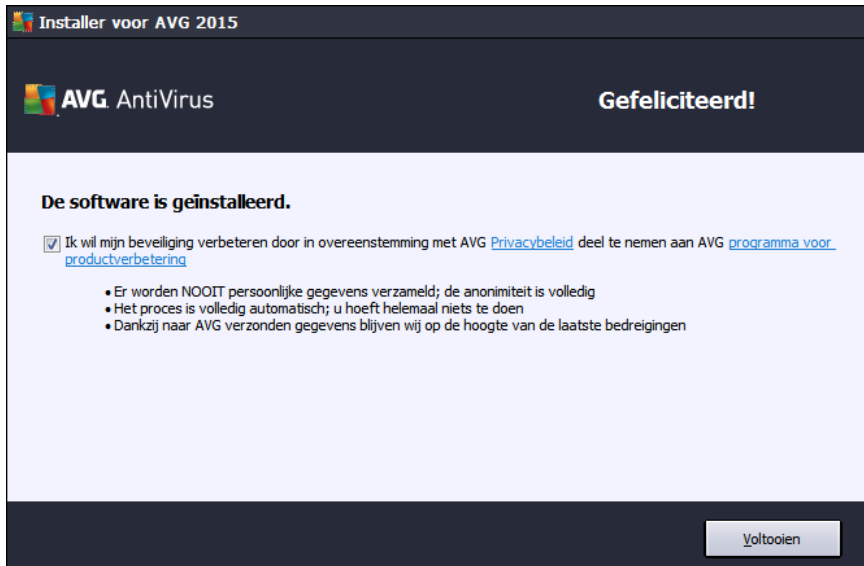 Installer voor AVG 2015
AVG. AntiVirus
Gefeliciteerd!
De software is geïnstalleerd.
Ik wil mijn beveiliging verbeteren door in overeenstemming met AVG Privacybeleid deel te nemen aan AVG programma voor
productverbetering
• Er worden NOOIT persoonlijke gegevens verzameld; de anonimiteit is volledig
• Het proces is volledig automatisch; u hoeft helemaal niets te doen
• Dankzij naar AVG verzonden gegevens blijven wij op de hoogte van de laatste bedreigingen
Voltooien